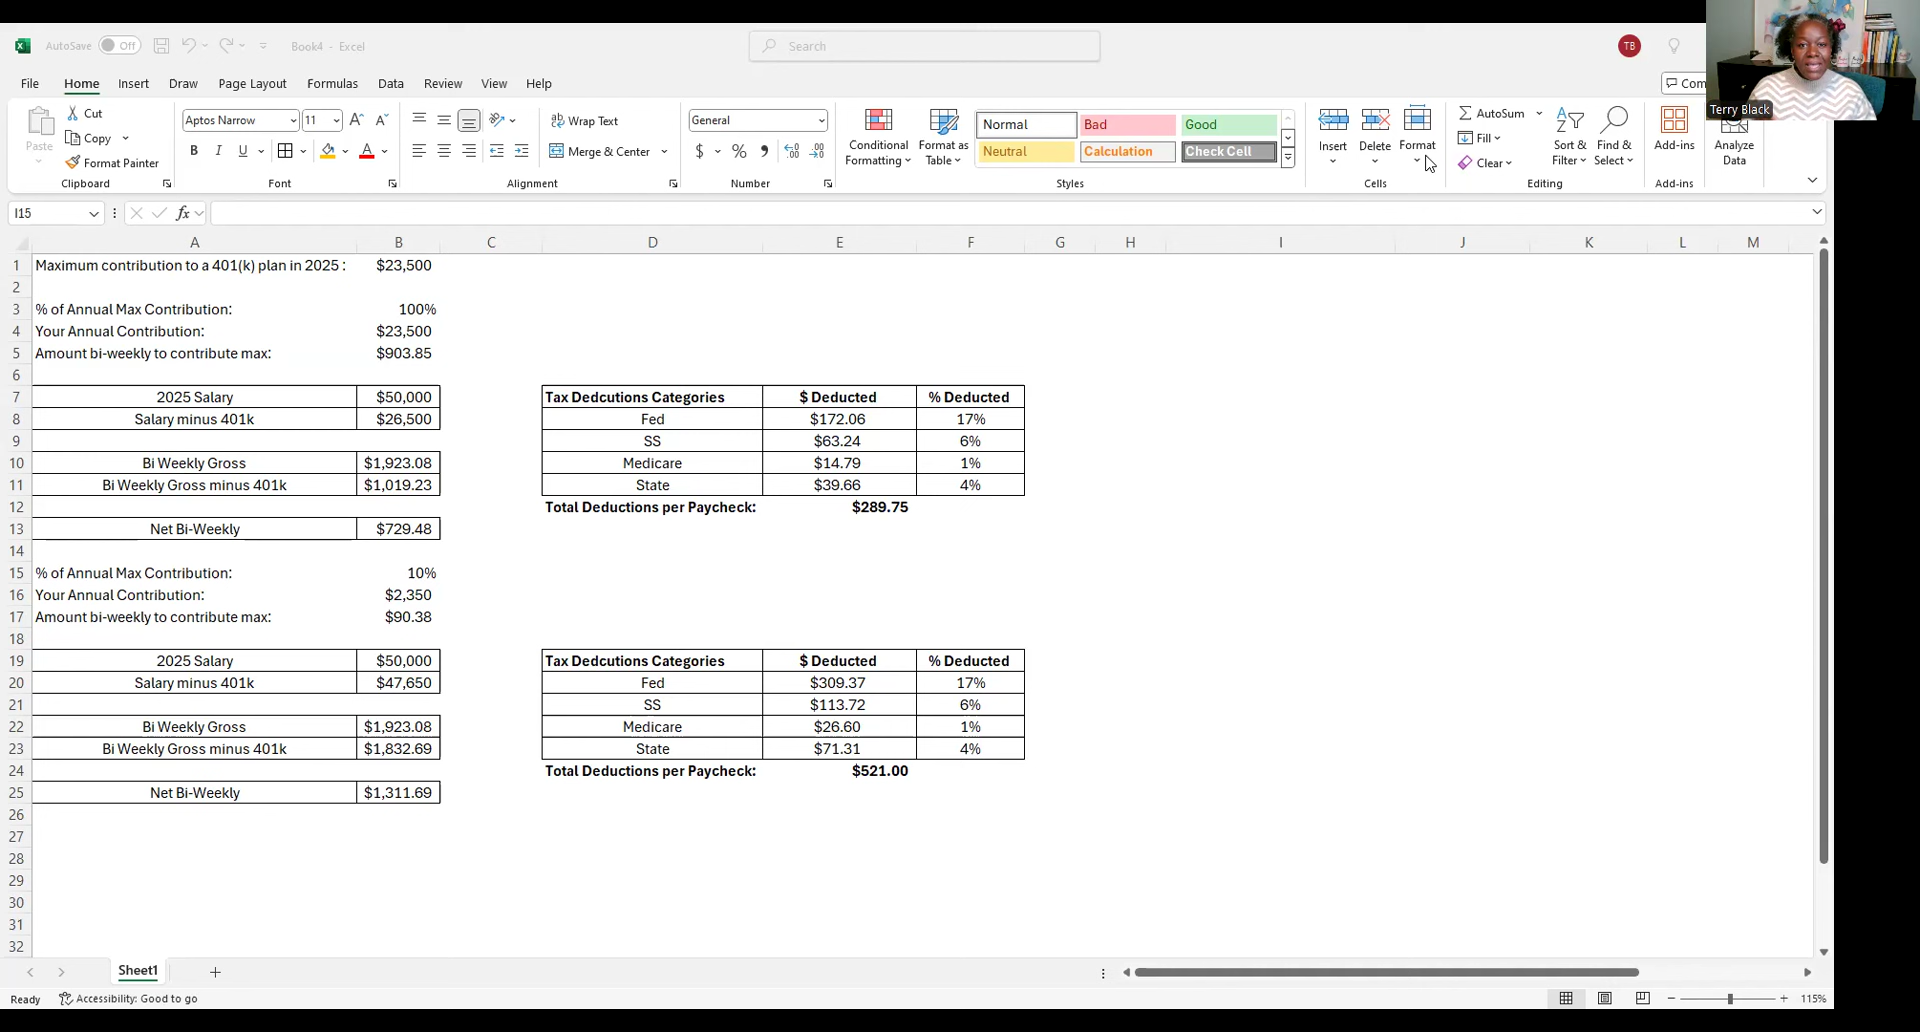 AutoSave Off Book4 - Excel Search TB
File Home Insert Draw Page Layout Formulas Data Review View Help
Terry Black
Paste Cut Copy Format Painter Clipboard
Aptos Narrow 11 A A B I U A Font
ab Wrap Text Merge & Center Alignment
General $ % , Number
Conditional Formatting Format as Table Normal Bad Good Neutral Calculation Check Cell Styles
Insert Delete Format Cells
AutoSum Fill Clear Sort & Filter Find & Select Editing
Add-ins Add-ins
Analyze Data
I15 fx
A B C D E F G H I J K L M
1 Maximum contribution to a 401(k) plan in 2025 : $23,500
2
3 % of Annual Max Contribution: 100%
4 Your Annual Contribution: $23,500
5 Amount bi-weekly to contribute max: $903.85
6
7 2025 Salary $50,000 Tax Dedcutions Categories $ Deducted % Deducted
8 Salary minus 401k $26,500 Fed $172.06 17%
9 SS $63.24 6%
10 Bi Weekly Gross $1,923.08 Medicare $14.79 1%
11 Bi Weekly Gross minus 401k $1,019.23 State $39.66 4%
12 Total Deductions per Paycheck: $289.75
13 Net Bi-Weekly $729.48
14
15 % of Annual Max Contribution: 10%
16 Your Annual Contribution: $2,350
17 Amount bi-weekly to contribute max: $90.38
18
19 2025 Salary $50,000 Tax Dedcutions Categories $ Deducted % Deducted
20 Salary minus 401k $47,650 Fed $309.37 17%
21 SS $113.72 6%
22 Bi Weekly Gross $1,923.08 Medicare $26.60 1%
23 Bi Weekly Gross minus 401k $1,832.69 State $71.31 4%
24 Total Deductions per Paycheck: $521.00
25 Net Bi-Weekly $1,311.69
26
27
28
29
30
31
32
Sheet1
Ready Accessibility: Good to go 115%